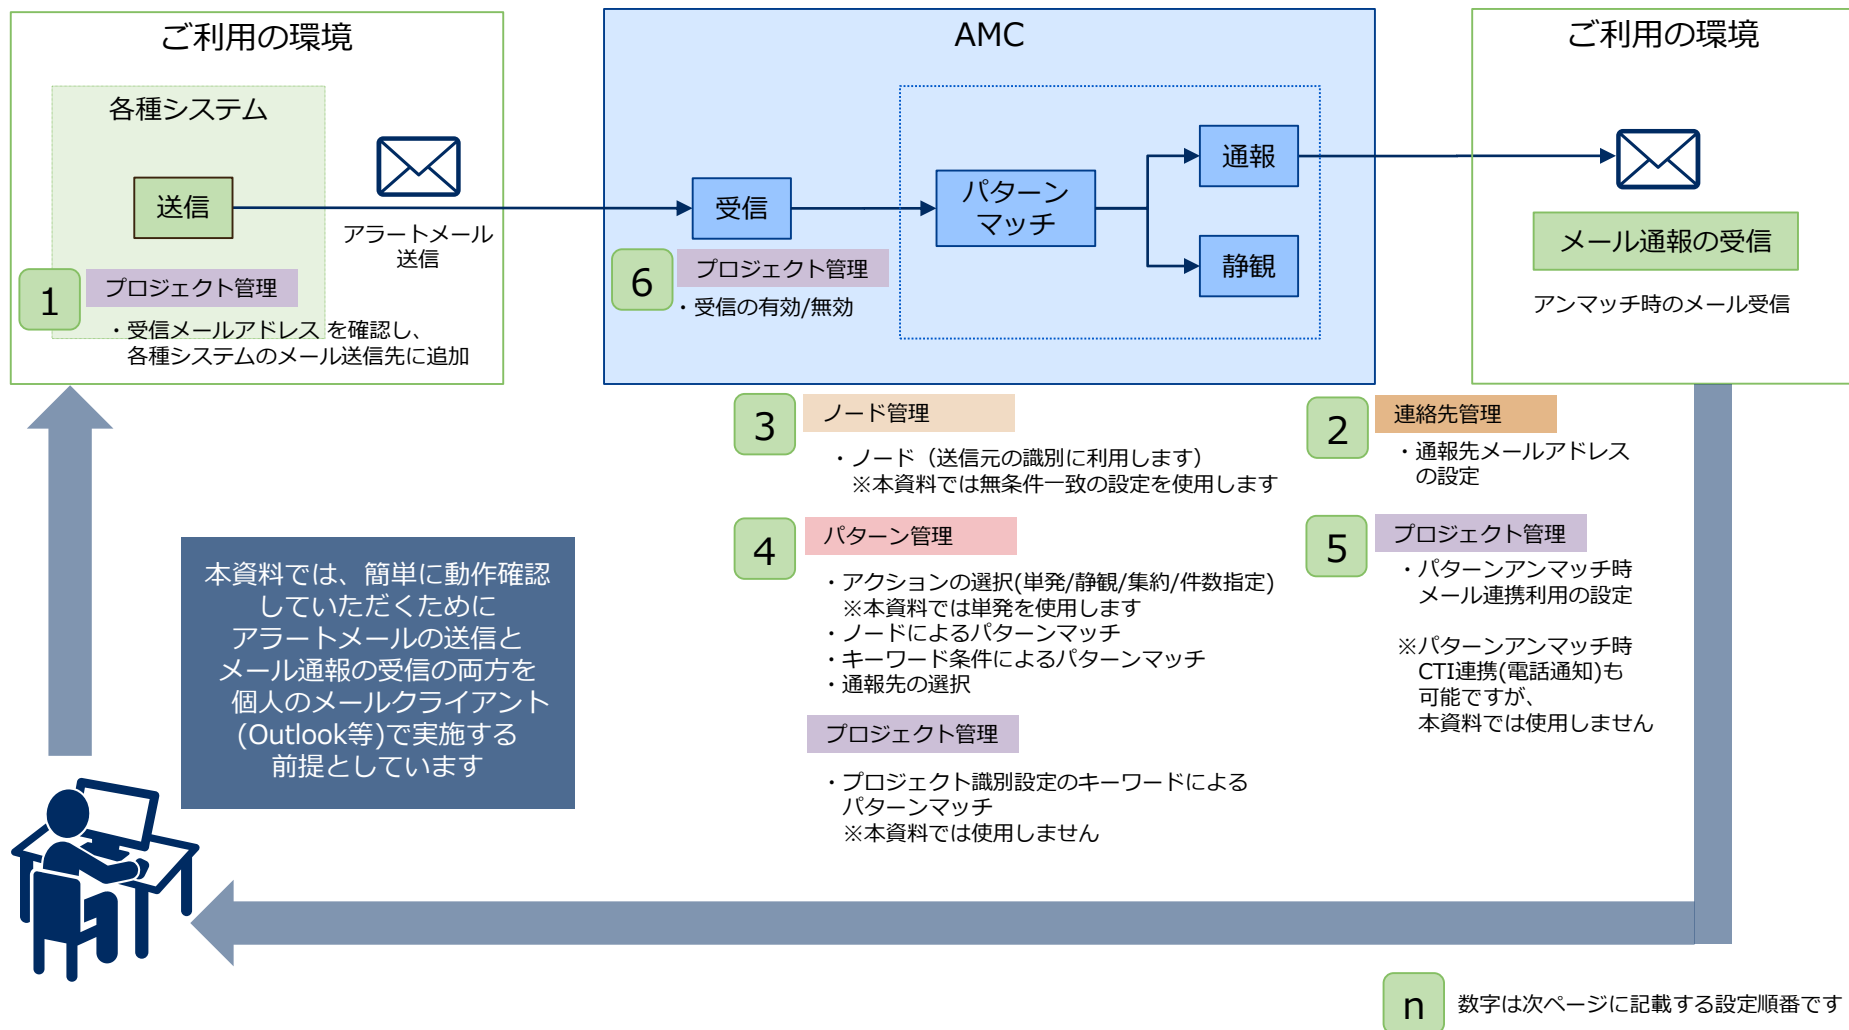 ご利用の環境
各種システム
送信
アラートメール
送信
1
プロジェクト管理
・受信メールアドレス を確認し、
各種システムのメール送信先に追加
AMC
受信
6
プロジェクト管理
・受信の有効/無効
パターン
マッチ
通報
静観
ご利用の環境
メール通報の受信
アンマッチ時のメール受信
3
ノード管理
・ノード（送信元の識別に利用します）
※本資料では無条件一致の設定を使用します
2
連絡先管理
・通報先メールアドレス
の設定
4
パターン管理
・アクションの選択(単発/静観/集約/件数指定)
※本資料では単発を使用します
・ノードによるパターンマッチ
・キーワード条件によるパターンマッチ
・通報先の選択
プロジェクト管理
・プロジェクト識別設定のキーワードによる
パターンマッチ
※本資料では使用しません
5
プロジェクト管理
・パターンアンマッチ時
メール連携利用の設定
※パターンアンマッチ時
CTI連携(電話通知)も
可能ですが、
本資料では使用しません
本資料では、簡単に動作確認
していただくために
アラートメールの送信と
メール通報の受信の両方を
個人のメールクライアント
(Outlook等)で実施する
前提としています
n
数字は次ページに記載する設定順番です